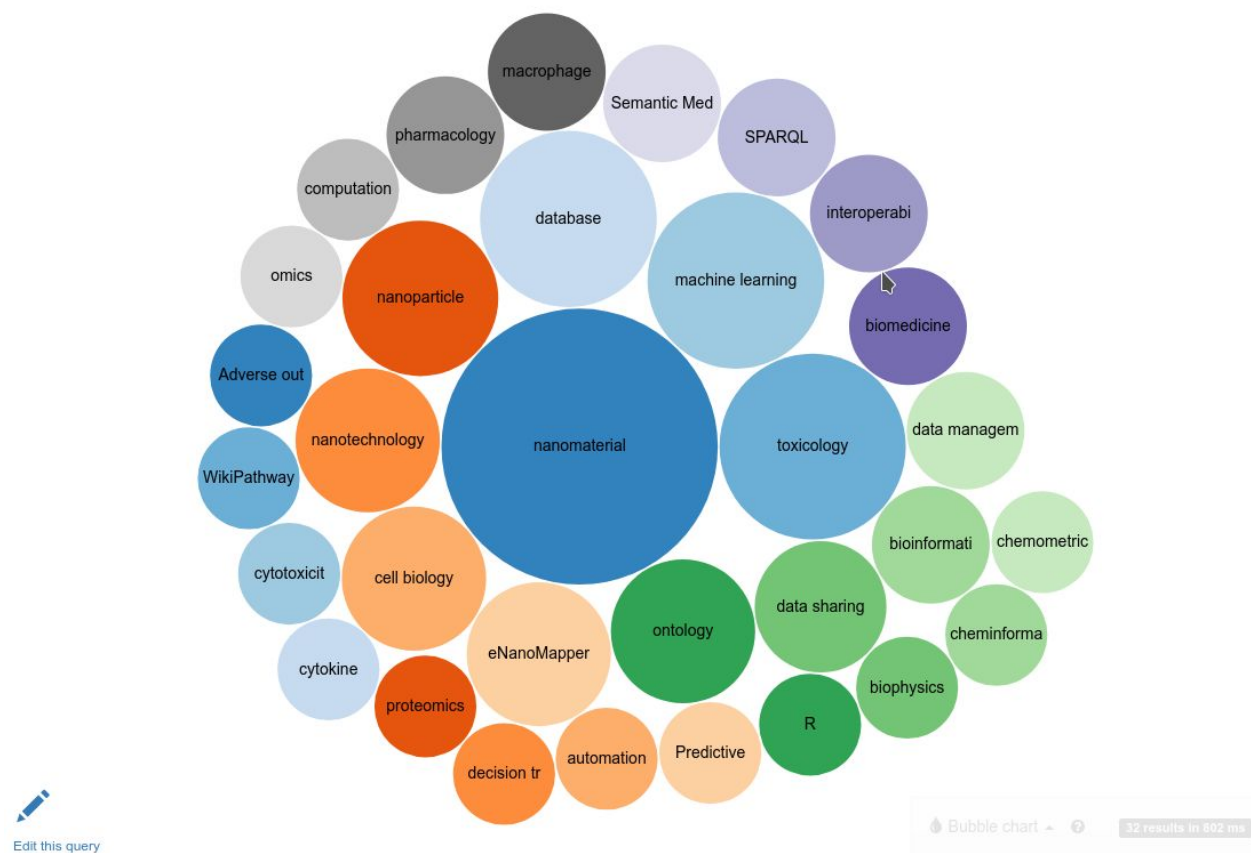 macrophage
Semantic Med
pharmacology
SPARQL
computation
database
interoperabi
omics
nanoparticle
machine learning
biomedicine
Adverse out
nanotechnology
nanomaterial
toxicology
data managem
WikiPathway
cytotoxicit
cell biology
bioinformati
chemometric
cytokine
eNanoMapper
ontology
data sharing
cheminforma
proteomics
biophysics
decision tr
automation
Predictive
R
Edit this query
Bubble chart
32 results in 802 ms